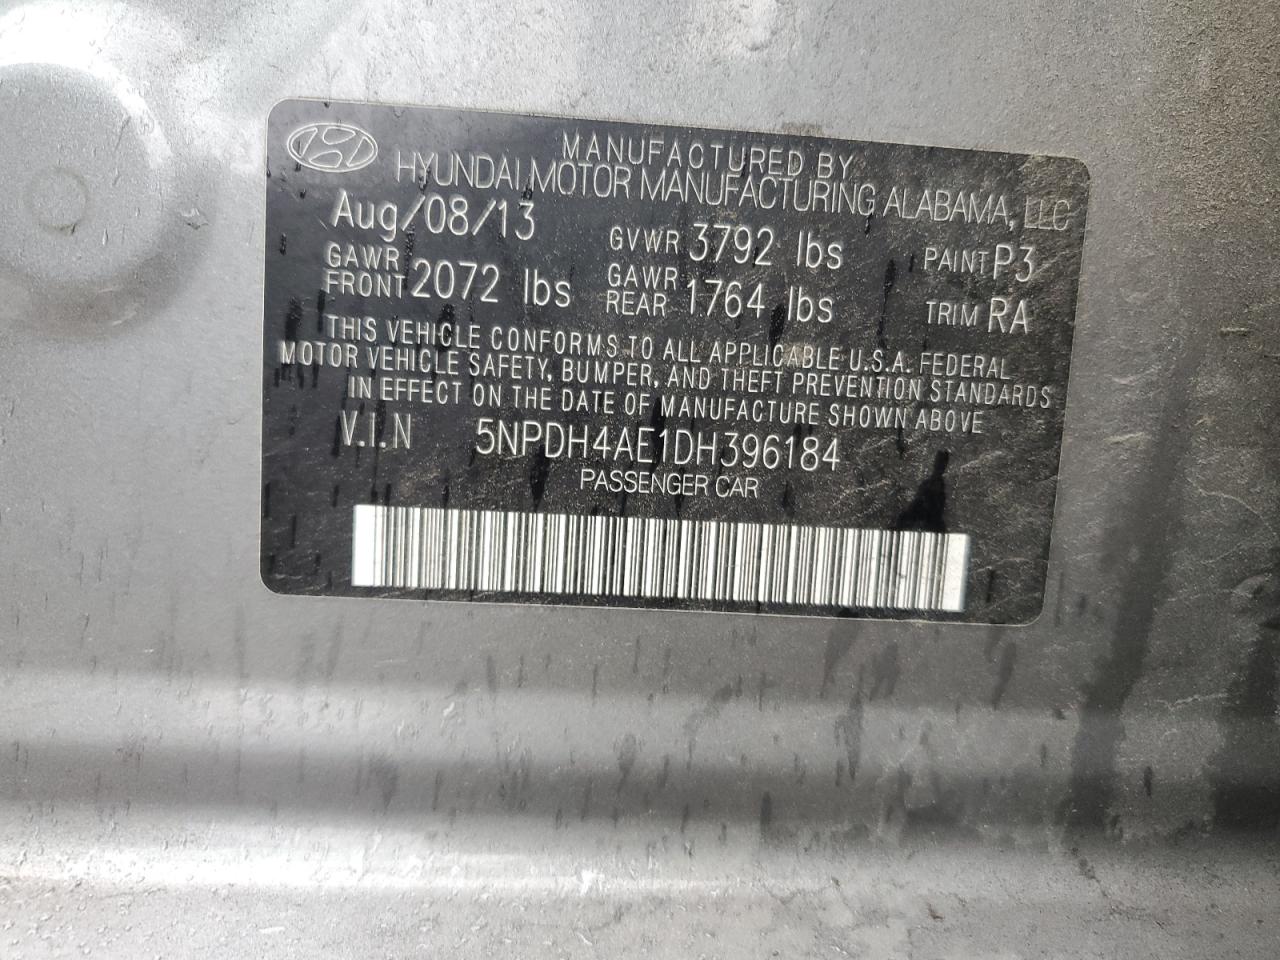 MANUFACTURED BY
HYUNDAI MOTOR MANUFACTURING ALABAMA, LLC
Aug/08/13 GVWR 3792 lbs PAINT P3
GAWR FRONT 2072 lbs GAWR REAR 1764 lbs TRIM RA
THIS VEHICLE CONFORMS TO ALL APPLICABLE U.S.A. FEDERAL
MOTOR VEHICLE SAFETY, BUMPER, AND THEFT PREVENTION STANDARDS
IN EFFECT ON THE DATE OF MANUFACTURE SHOWN ABOVE
V.I.N 5NPDH4AE1DH396184
PASSENGER CAR